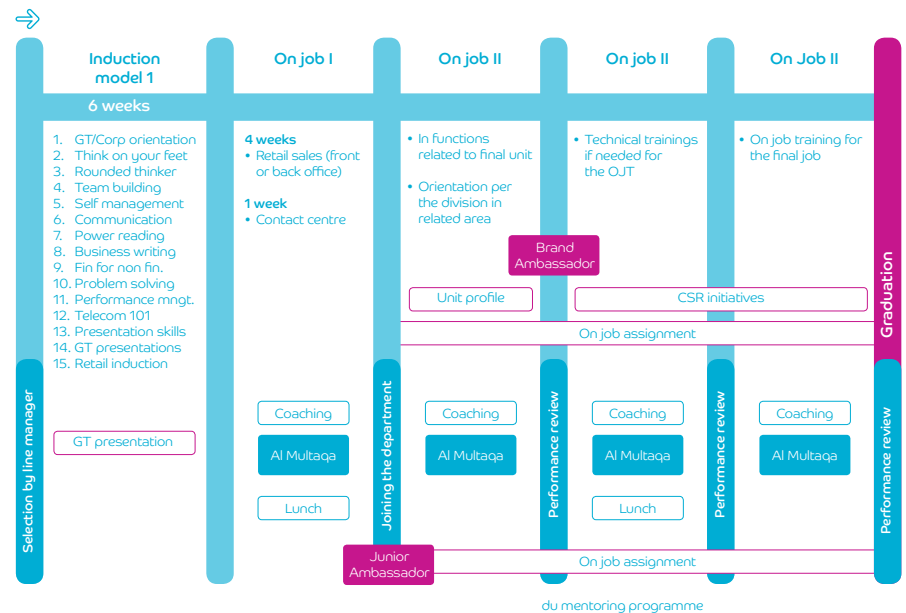 Induction
model 1
On job I
On job II
On job II
On Job II
6 weeks
1. GT/Corp orientation
2. Think on your feet
3. Rounded thinker
4. Team building
5. Self management
6. Communication
7. Power reading
8. Business writing
9. Fin for non fin.
10. Problem solving
11. Performance mngt.
12. Telecom 101
13. Presentation skills
14. GT presentations
15. Retail induction
GT presentation
4 weeks
• Retail sales (front
or back office)
1 week
• Contact centre
• In functions
related to final unit
• Orientation per
the division in
related area
• Technical trainings
if needed for
the OJT
• On job training for
the final job
Brand
Ambassador
Unit profile
CSR initiatives
On job assignment
Graduation
Selection by line manager
Coaching
Al Multaqa
Lunch
Joining the department
Coaching
Al Multaqa
Performance review
Coaching
Al Multaqa
Lunch
Performance review
Coaching
Al Multaqa
Performance review
Junior
Ambassador
On job assignment
du mentoring programme